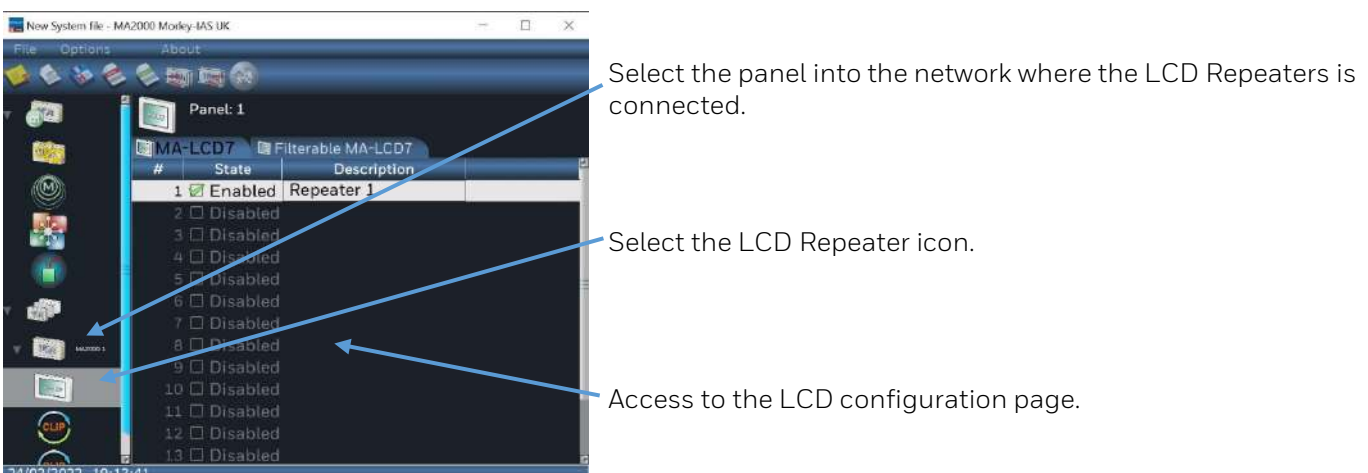 New System file - MA2000 Morley-IAS UK
File Options About
Panel: 1
MA-LCD7 Filterable MA-LCD7
# State Description
1 Enabled Repeater 1
2 Disabled
3 Disabled
4 Disabled
5 Disabled
6 Disabled
7 Disabled
8 Disabled
9 Disabled
10 Disabled
11 Disabled
12 Disabled
13 Disabled
MA2000 1
CLIP
Select the panel into the network where the LCD Repeaters is
connected.
Select the LCD Repeater icon.
Access to the LCD configuration page.